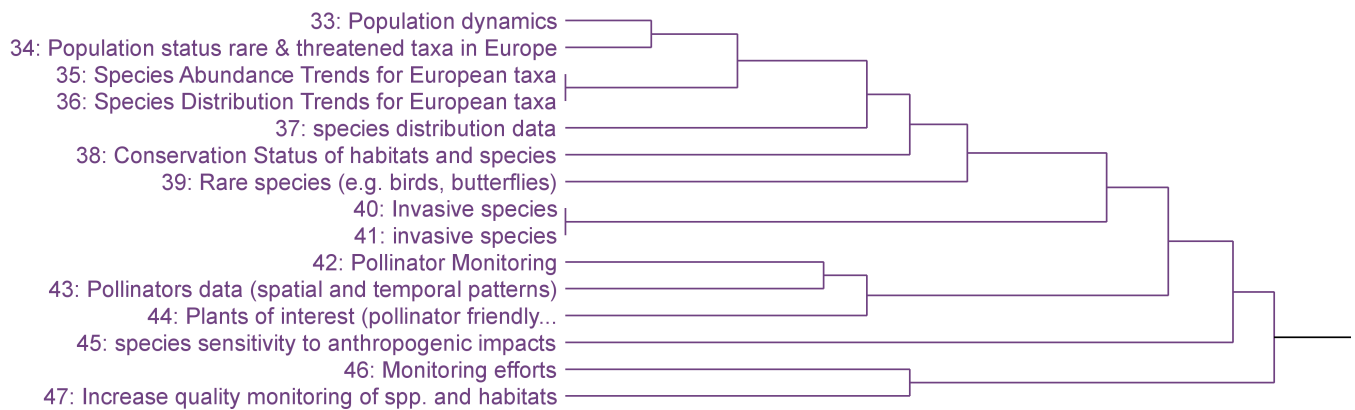 33: Population dynamics
34: Population status rare & threatened taxa in Europe
35: Species Abundance Trends for European taxa
36: Species Distribution Trends for European taxa
37: species distribution data
38: Conservation Status of habitats and species
39: Rare species (e.g. birds, butterflies)
40: Invasive species
41: invasive species
42: Pollinator Monitoring
43: Pollinators data (spatial and temporal patterns)
44: Plants of interest (pollinator friendly...
45: species sensitivity to anthropogenic impacts
46: Monitoring efforts
47: Increase quality monitoring of spp. and habitats